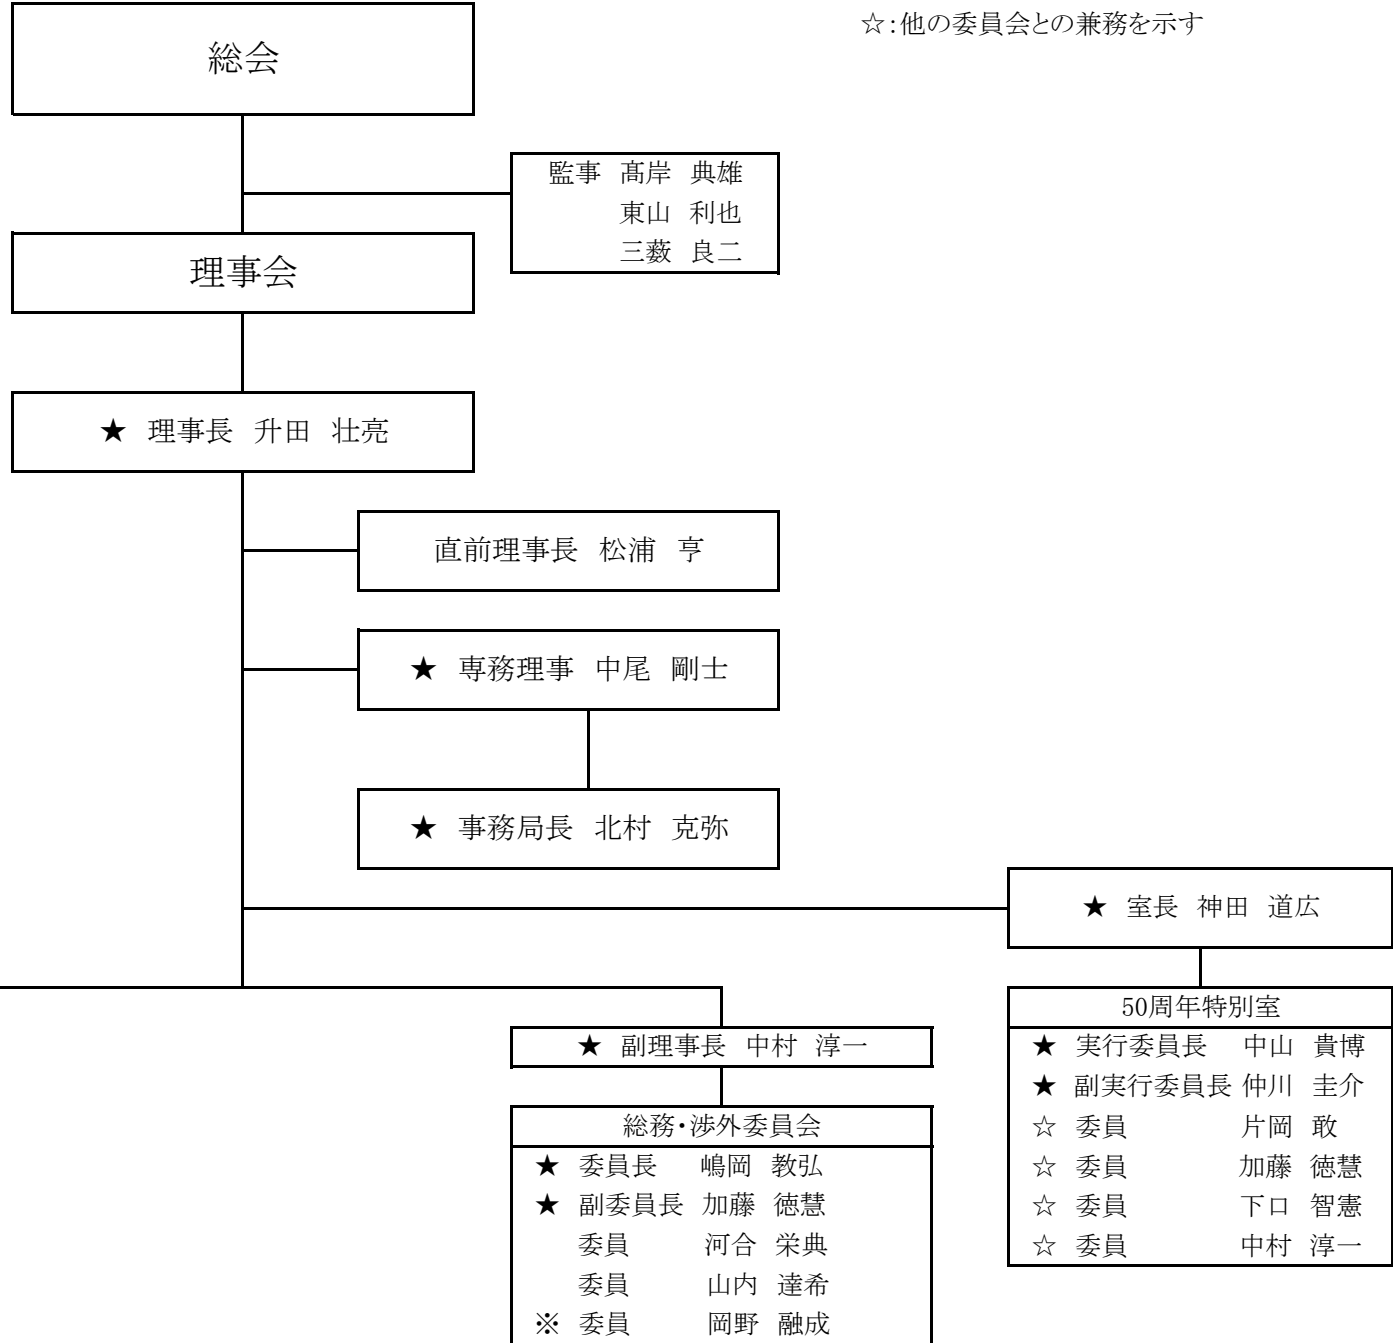 ☆:他の委員会との兼務を示す
総会
監事 髙岸 典雄
東山 利也
三薮 良二
理事会
★ 理事長 升田 壮亮
直前理事長 松浦 亨
★ 専務理事 中尾 剛士
★ 事務局長 北村 克弥
★ 室長 神田 道広
★ 副理事長 中村 淳一
総務・渉外委員会
★ 委員長 嶋岡 教弘
★ 副委員長 加藤 徳慧
委員 河合 栄典
委員 山内 達希
※ 委員 岡野 融成
50周年特別室
★ 実行委員長 中山 貴博
★ 副実行委員長 仲川 圭介
☆ 委員 片岡 敢
☆ 委員 加藤 徳慧
☆ 委員 下口 智憲
☆ 委員 中村 淳一